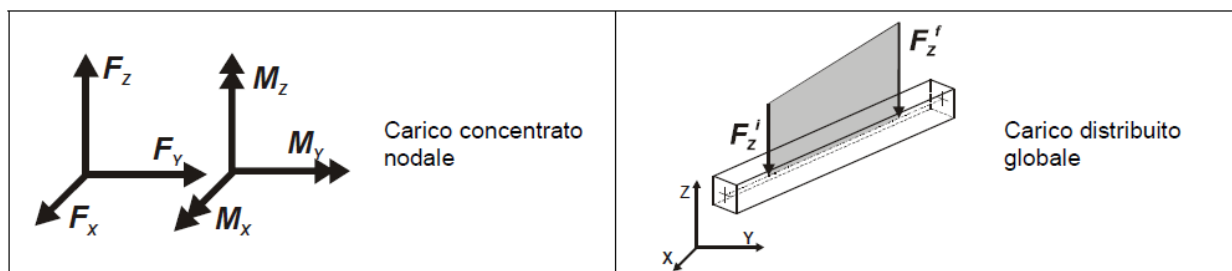 F_Z
M_Z
F_Y
M_Y
F_X
M_X
Carico concentrato
nodale
F_z^f
F_z^i
Z
Y
X
Carico distribuito
globale